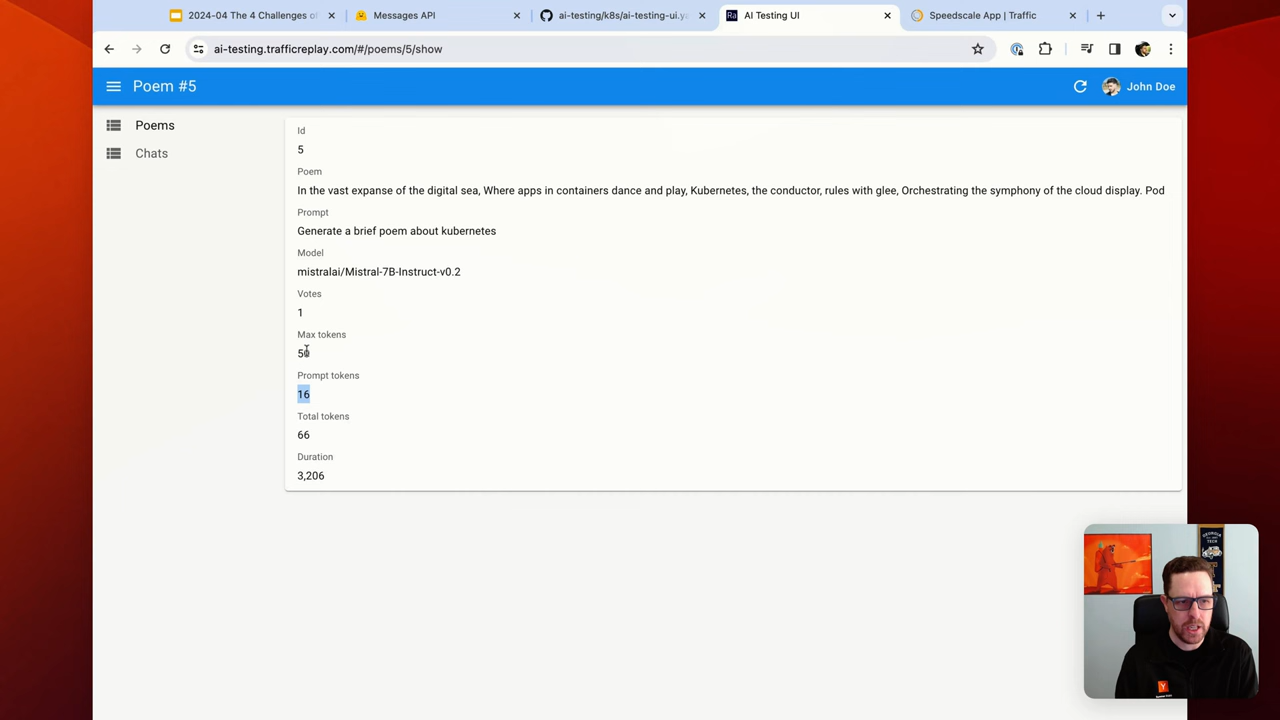 2024-04 The 4 Challenges of
Messages API
ai-testing/k8s/ai-testing-ui.ya
Ra
AI Testing UI
Speedscale App | Traffic
ai-testing.trafficreplay.com/#/poems/5/show
Poem #5
John Doe
Poems
Chats
Id
5
Poem
In the vast expanse of the digital sea, Where apps in containers dance and play, Kubernetes, the conductor, rules with glee, Orchestrating the symphony of the cloud display. Pod
Prompt
Generate a brief poem about kubernetes
Model
mistralai/Mistral-7B-Instruct-v0.2
Votes
1
Max tokens
50
Prompt tokens
16
Total tokens
66
Duration
3,206